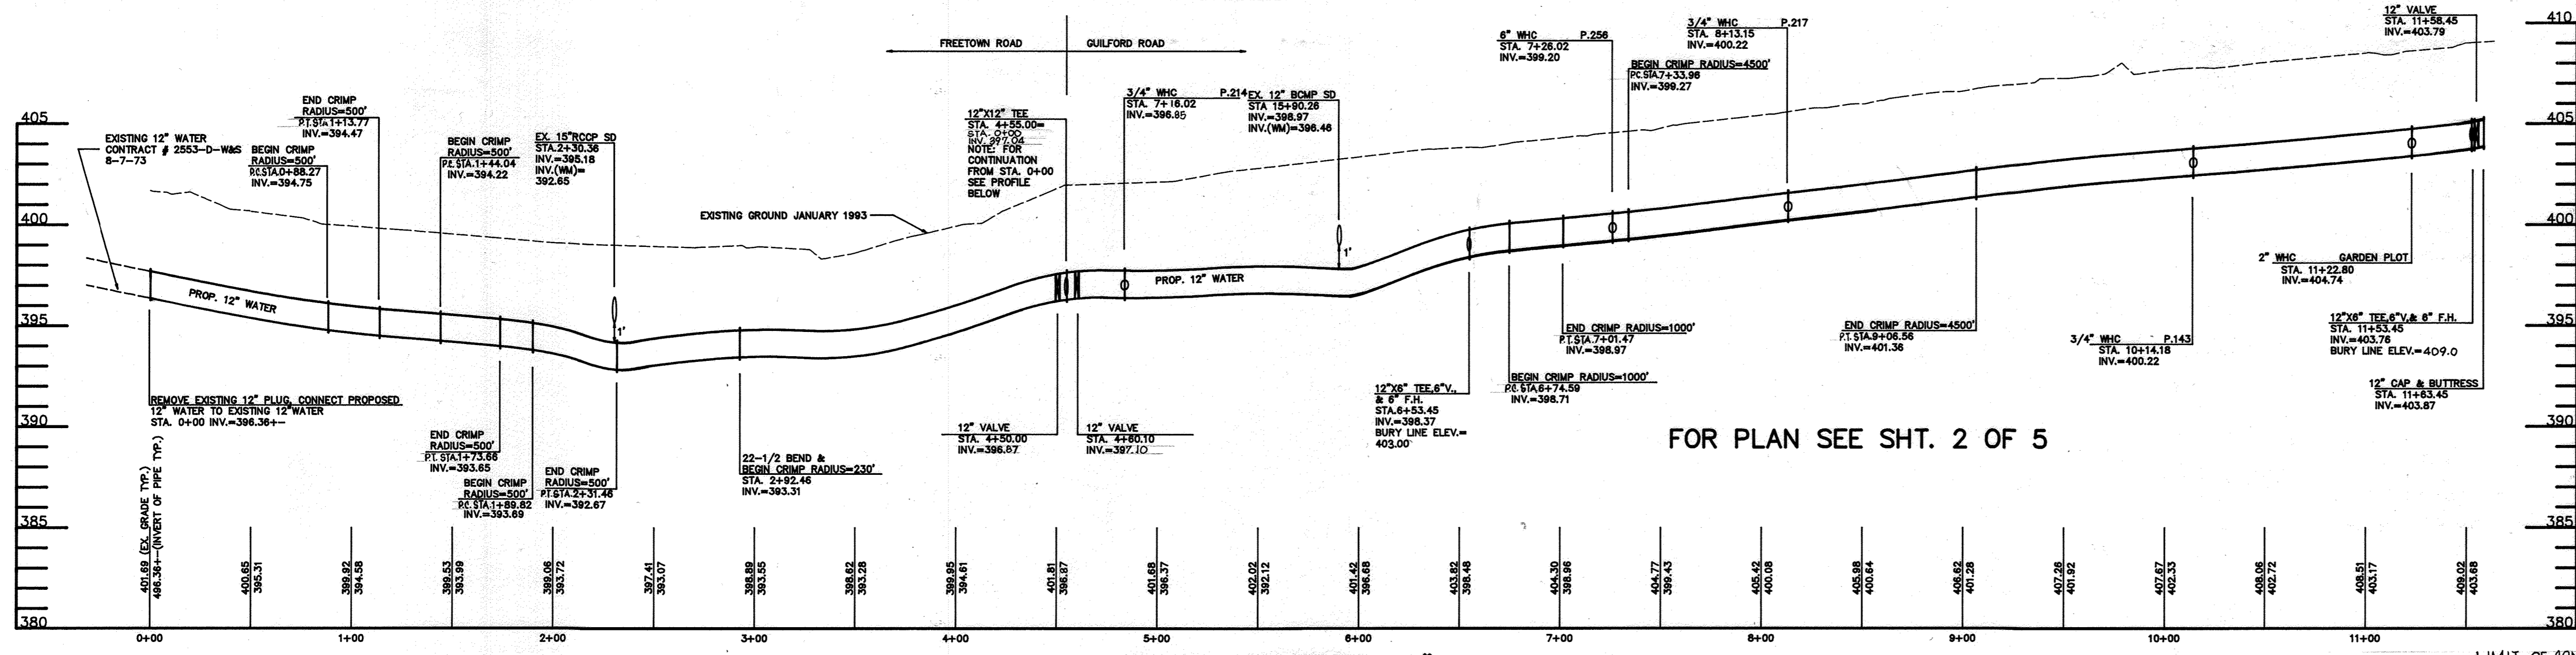 FREETOWN ROAD
GUILFORD ROAD
410
405
400
395
390
385
380
410
405
400
395
390
385
380
EXISTING 12" WATER
CONTRACT # 2553-D-W&S
8-7-73
BEGIN CRIMP
RADIUS=500'
P.C.STA.0+88.27
INV.=394.75
END CRIMP
RADIUS=500'
P.T.STA.1+13.77
INV.=394.47
BEGIN CRIMP
RADIUS=500'
P.C.STA.1+44.04
INV.=394.22
EX. 15"RCCP SD
STA.2+30.36
INV.=395.18
INV.(WM)=
392.65
1'
EXISTING GROUND JANUARY 1993
12"X12" TEE
STA. 4+55.00=
STA. 0+00
INV. 397.04
NOTE: FOR
CONTINUATION
FROM STA. 0+00
SEE PROFILE
BELOW
3/4" WHC P.214
STA. 7+16.02
INV.=396.85
EX. 12" BCMP SD
STA 15+90.26
INV.=398.97
INV.(WM)=396.46
1'
6" WHC P.256
STA. 7+26.02
INV.=399.20
BEGIN CRIMP RADIUS=4500'
P.C.STA.7+33.96
INV.=399.27
3/4" WHC P.217
STA. 8+13.15
INV.=400.22
12" VALVE
STA. 11+58.45
INV.=403.79
PROP. 12" WATER
PROP. 12" WATER
REMOVE EXISTING 12" PLUG, CONNECT PROPOSED
12" WATER TO EXISTING 12"WATER
STA. 0+00 INV.=396.36+-
END CRIMP
RADIUS=500'
P.T. STA.1+73.66
INV.=393.65
BEGIN CRIMP
RADIUS=500'
P.C. STA.1+89.82
INV.=393.69
END CRIMP
RADIUS=500'
P.T.STA.2+31.46
INV.=392.67
22-1/2 BEND &
BEGIN CRIMP RADIUS=230'
STA. 2+92.46
INV.=393.31
12" VALVE
STA. 4+50.00
INV.=396.87
12" VALVE
STA. 4+60.10
INV.=397.10
12"X6" TEE,6"V.,
& 6" F.H.
STA.6+53.45
INV.=398.37
BURY LINE ELEV.=
403.00
BEGIN CRIMP RADIUS=1000'
P.C. STA.6+74.59
INV.=398.71
END CRIMP RADIUS=1000'
P.T.STA.7+01.47
INV.=398.97
END CRIMP RADIUS=4500'
P.T.STA.9+06.56
INV.=401.36
3/4" WHC P.143
STA. 10+14.18
INV.=400.22
2" WHC GARDEN PLOT
STA. 11+22.80
INV.=404.74
12"X6" TEE,6"V.& 6" F.H.
STA. 11+53.45
INV.=403.76
BURY LINE ELEV.=409.0
12" CAP & BUTTRESS
STA. 11+63.45
INV.=403.87
FOR PLAN SEE SHT. 2 OF 5
401.69 (EX. GRADE TYP.)
496.36+-(INVERT OF PIPE TYP.)
400.65
395.31
399.92
394.58
399.53
393.99
399.06
393.72
397.41
393.07
398.89
393.55
398.62
393.28
399.95
394.61
401.81
396.87
401.68
396.37
402.02
392.12
401.42
396.68
403.82
398.48
404.30
398.96
404.77
399.43
405.42
400.08
405.98
400.64
406.62
401.28
407.26
401.92
407.67
402.33
408.06
402.72
408.51
403.17
409.02
403.68
0+00
1+00
2+00
3+00
4+00
5+00
6+00
7+00
8+00
9+00
10+00
11+00